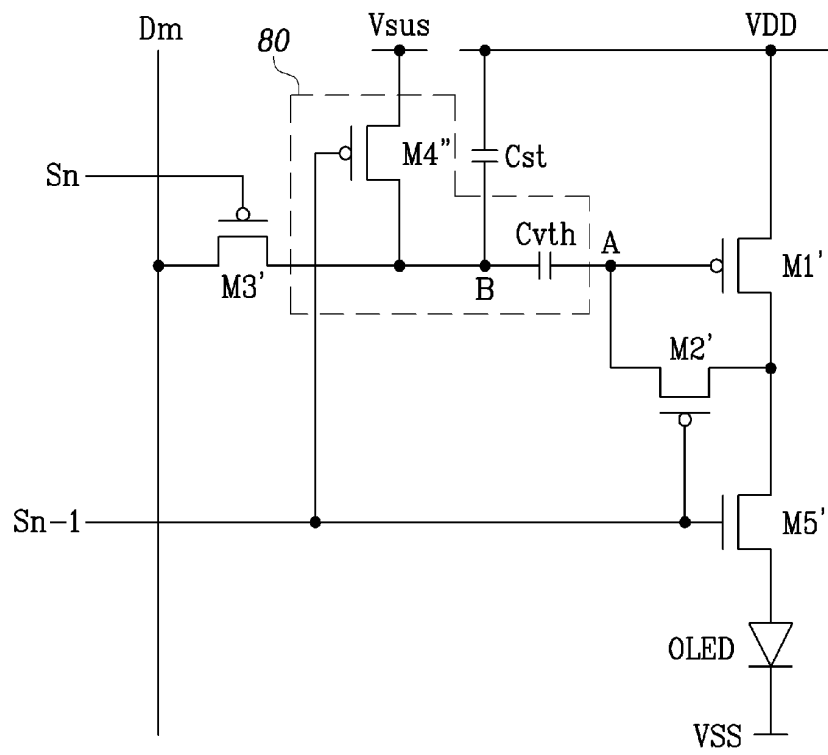 Dm
80
Vsus
VDD
M4"
Cst
Sn
Cvth
A
M3'
B
M1'
M2'
Sn-1
M5'
OLED
VSS